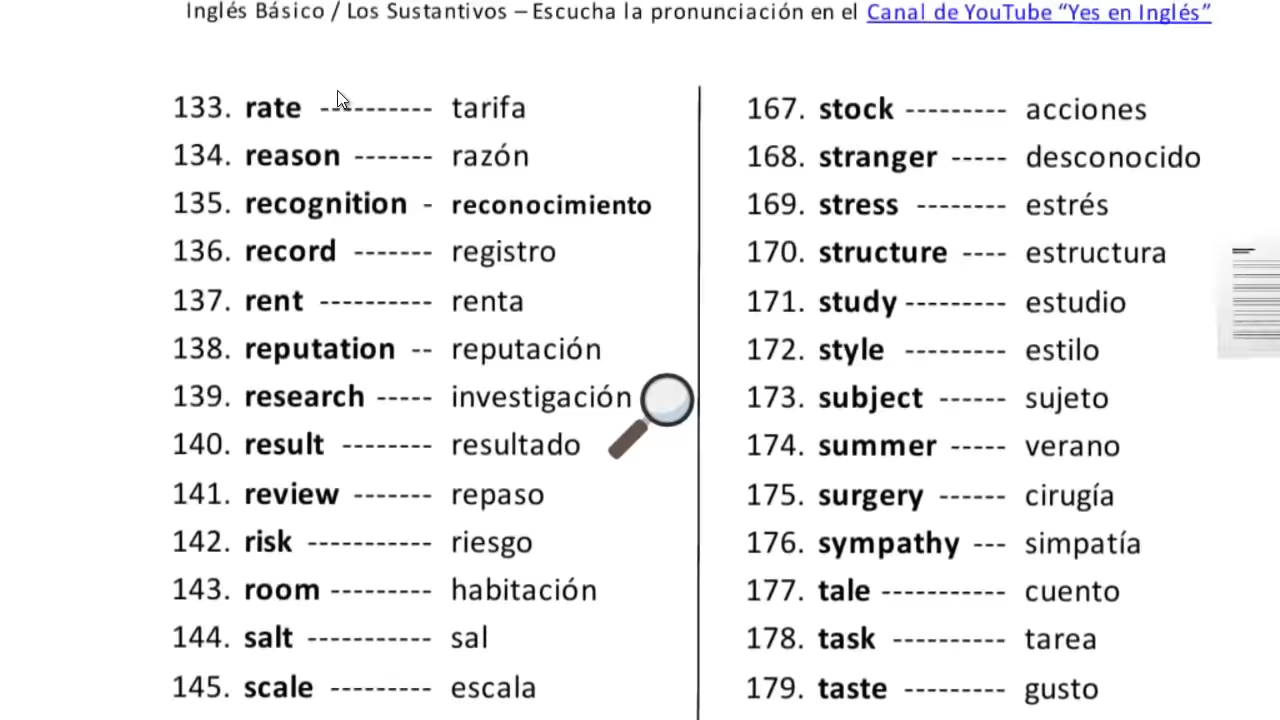 Inglés Básico / Los Sustantivos – Escucha la pronunciación en el Canal de YouTube “Yes en Inglés”
133. rate ---------- tarifa
134. reason ------- razón
135. recognition - reconocimiento
136. record ------- registro
137. rent ---------- renta
138. reputation -- reputación
139. research ----- investigación
140. result -------- resultado
141. review ------- repaso
142. risk ----------- riesgo
143. room --------- habitación
144. salt ----------- sal
145. scale --------- escala
167. stock --------- acciones
168. stranger ----- desconocido
169. stress -------- estrés
170. structure ---- estructura
171. study --------- estudio
172. style --------- estilo
173. subject ------ sujeto
174. summer ----- verano
175. surgery ------ cirugía
176. sympathy --- simpatía
177. tale ----------- cuento
178. task ---------- tarea
179. taste --------- gusto